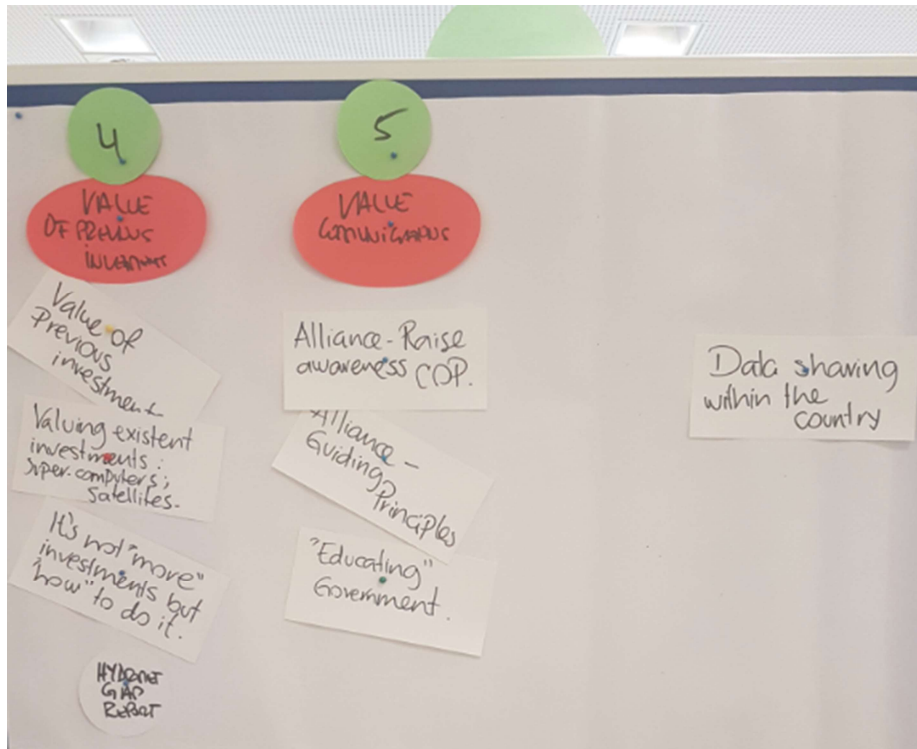 4
VALUE
OF PREVIOUS
INVESTMENT
Value of
Previous
investment
Valuing existent
investments:
super-computers;
satellites.
It's not "more"
investments but
"how" to do it.
HYDROMET
GAP
REPORT
5
VALUE
Alliance - Raise
awareness COP.
Alliance -
Guiding
Principles
"Educating"
Government.
Data sharing
within the
country